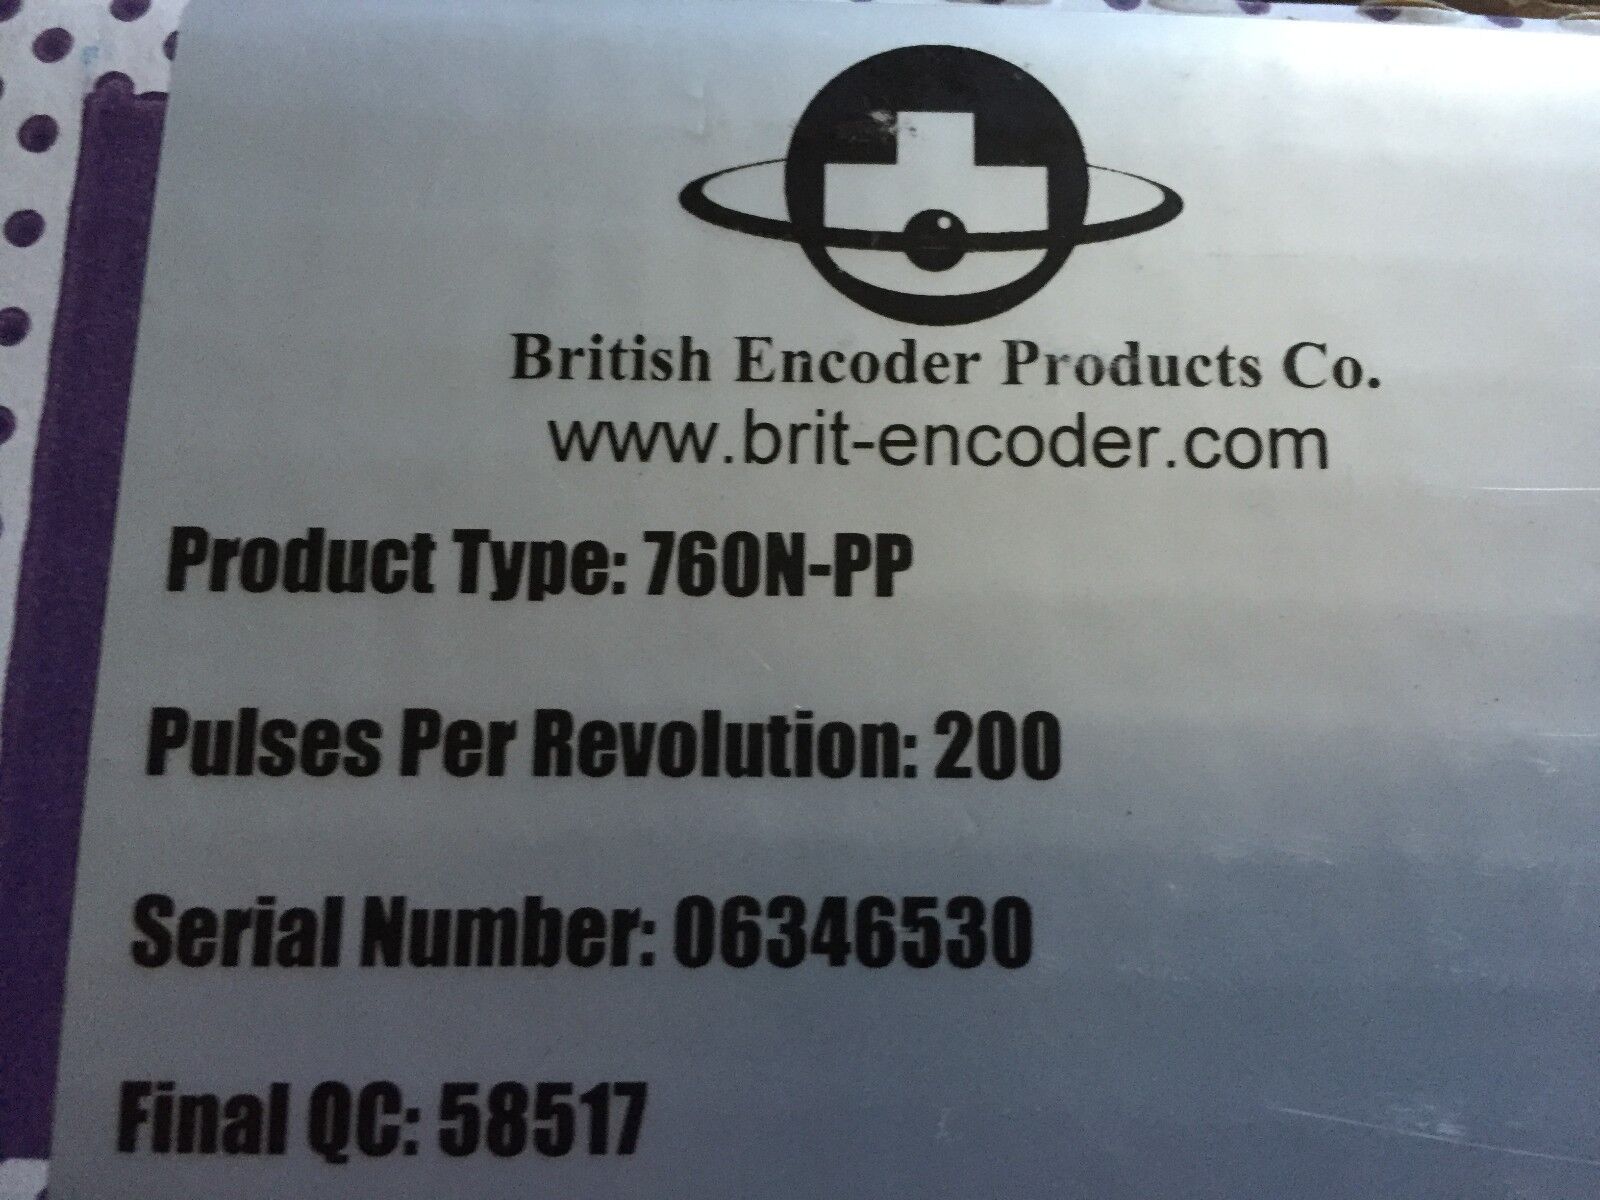 British Encoder Products Co.
www.brit-encoder.com
Product Type: 760N-PP
Pulses Per Revolution: 200
Serial Number: 06346530
Final QC: 58517